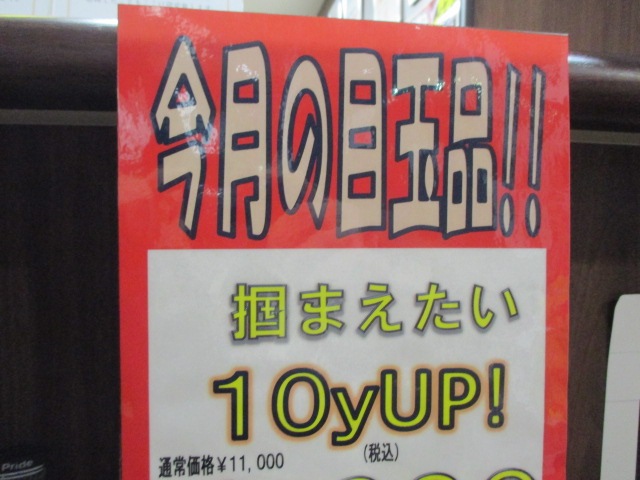 今月の目玉品!!
掴まえたい
10yUP!
(税込)
通常価格¥11,000
Pride